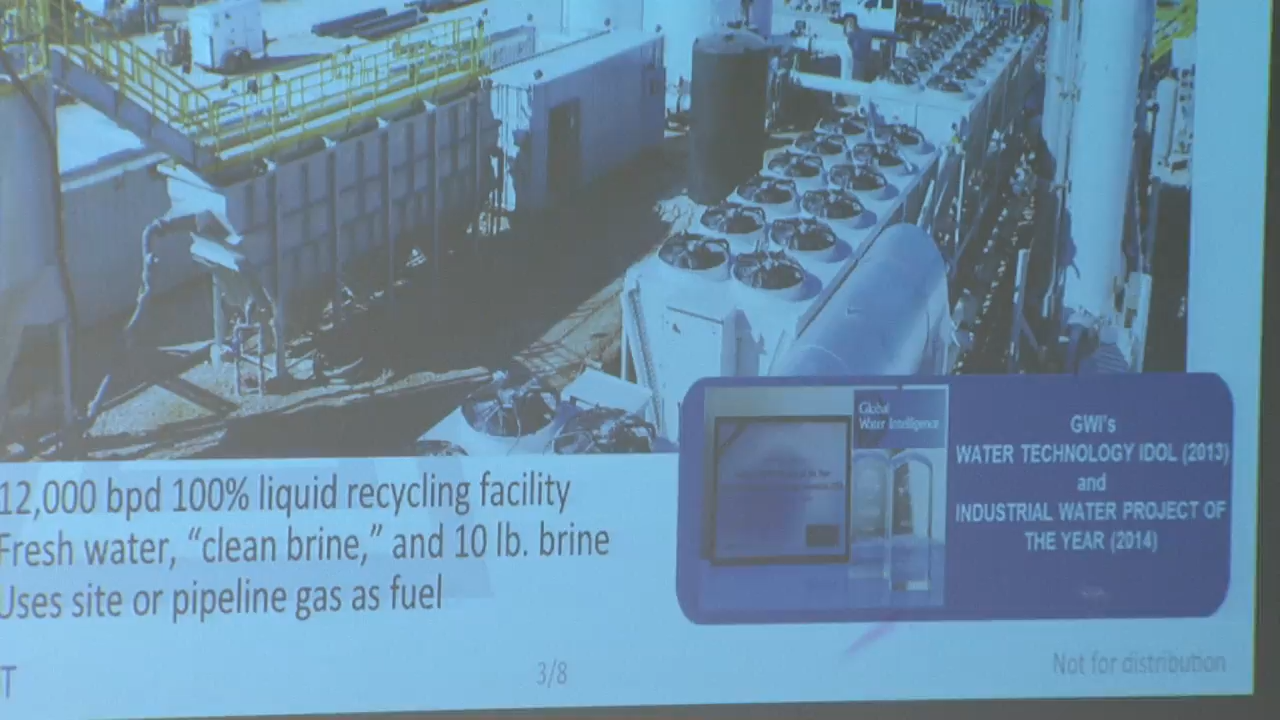 Global
Water Intelligence
GWI's
WATER TECHNOLOGY IDOL (2013)
and
INDUSTRIAL WATER PROJECT OF
THE YEAR (2014)
12,000 bpd 100% liquid recycling facility
Fresh water, “clean brine,” and 10 lb. brine
Uses site or pipeline gas as fuel
T
3/8
Not for distribution